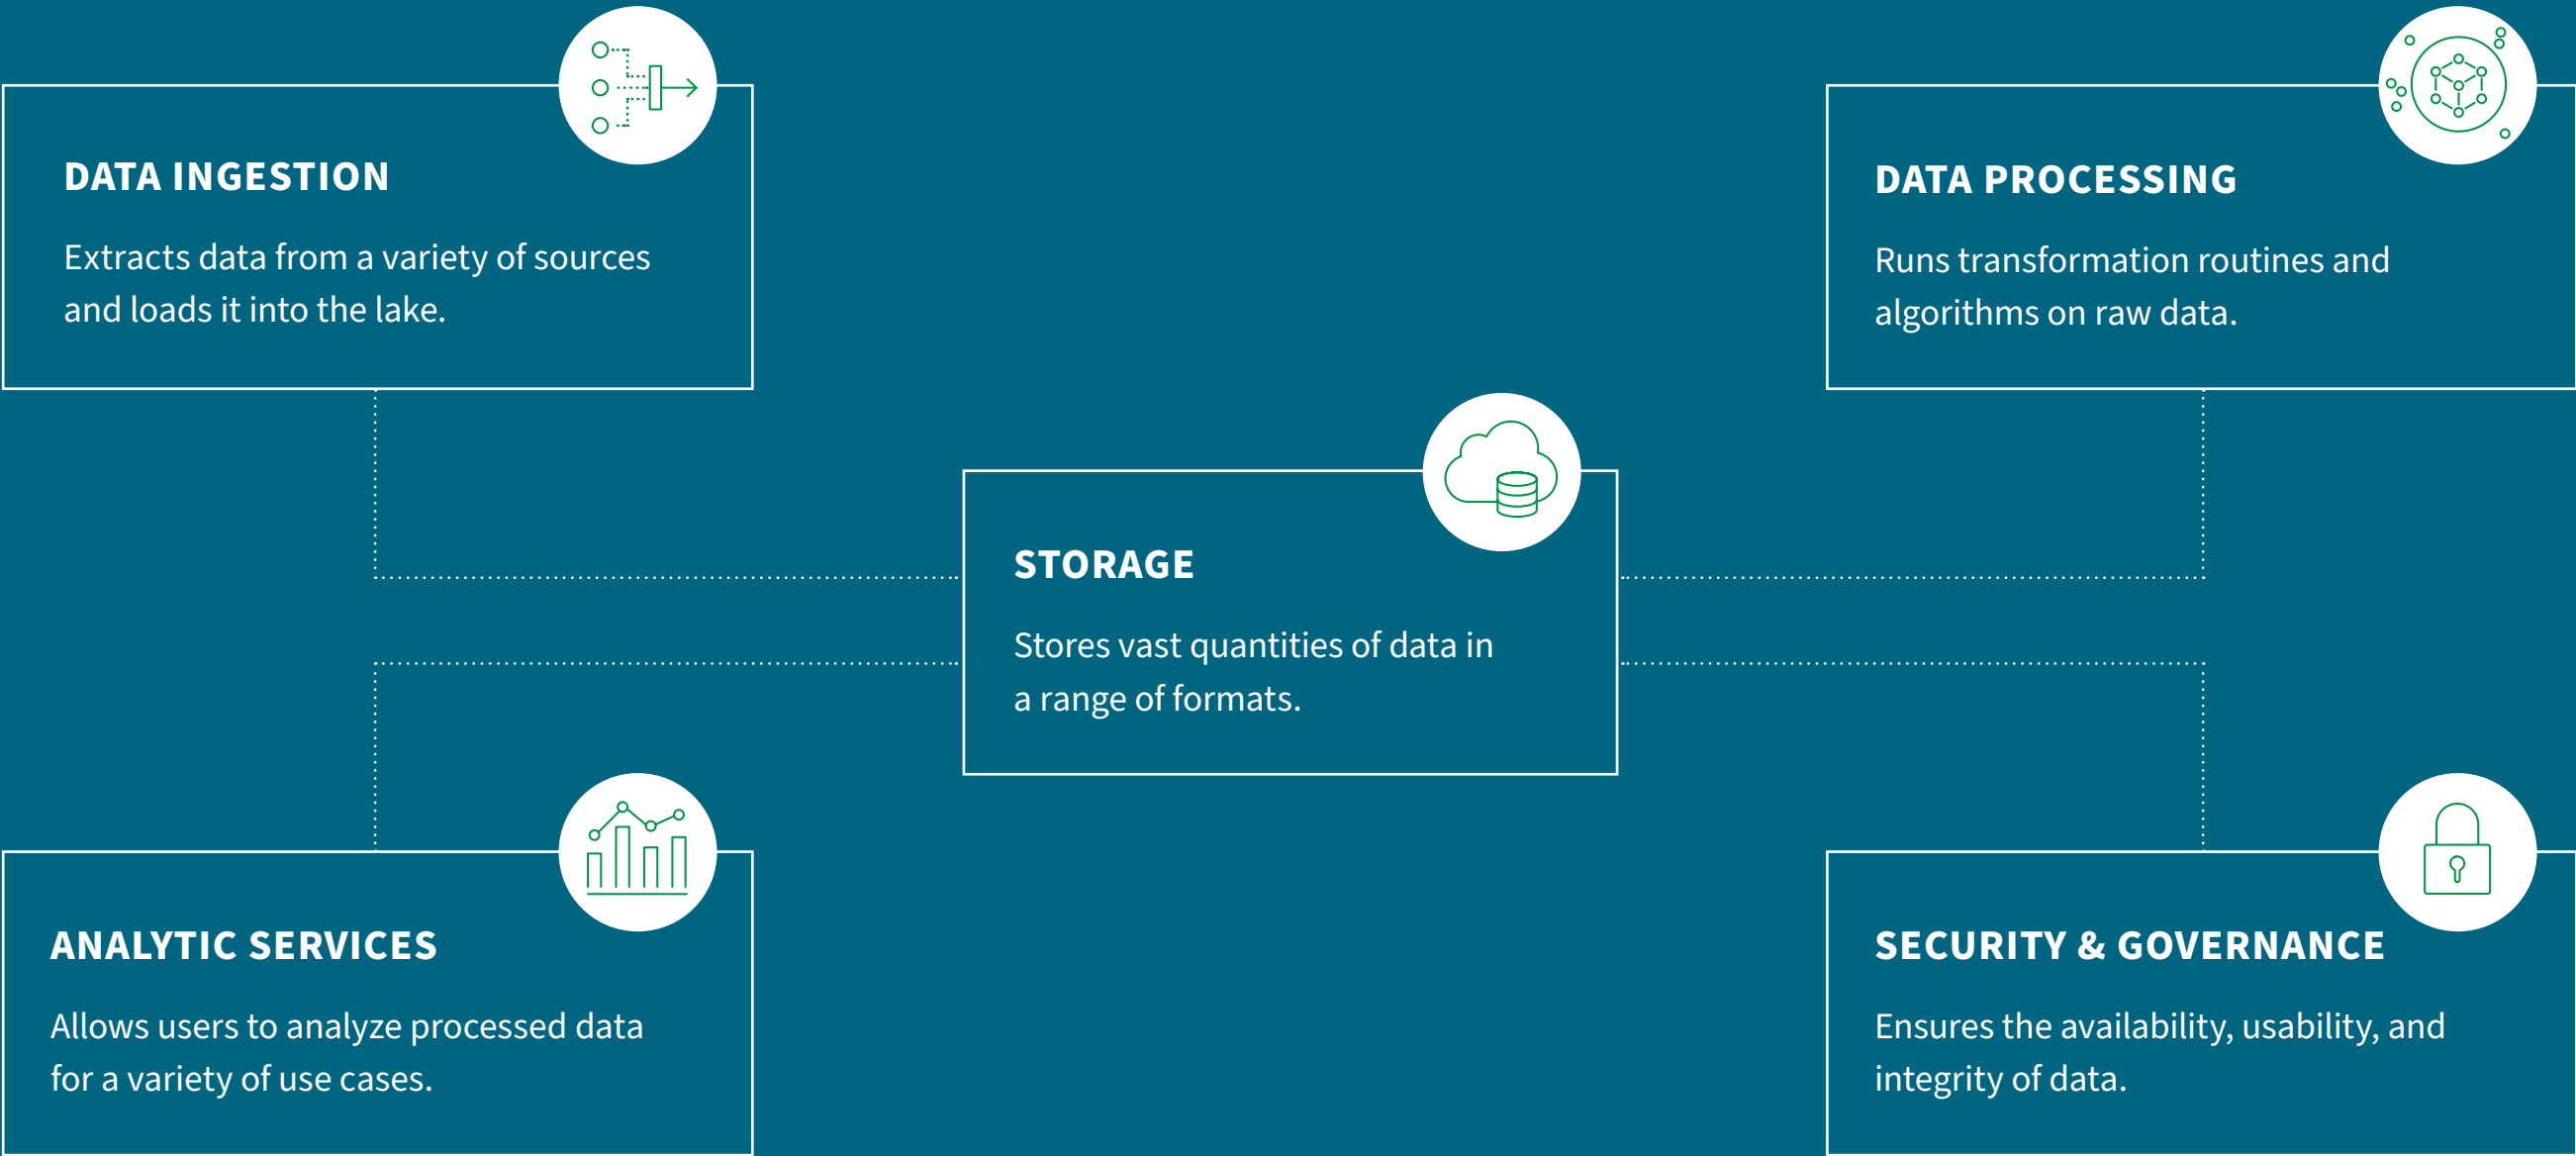 DATA INGESTION
Extracts data from a variety of sources
and loads it into the lake.
DATA PROCESSING
Runs transformation routines and
algorithms on raw data.
STORAGE
Stores vast quantities of data in
a range of formats.
ANALYTIC SERVICES
Allows users to analyze processed data
for a variety of use cases.
SECURITY & GOVERNANCE
Ensures the availability, usability, and
integrity of data.